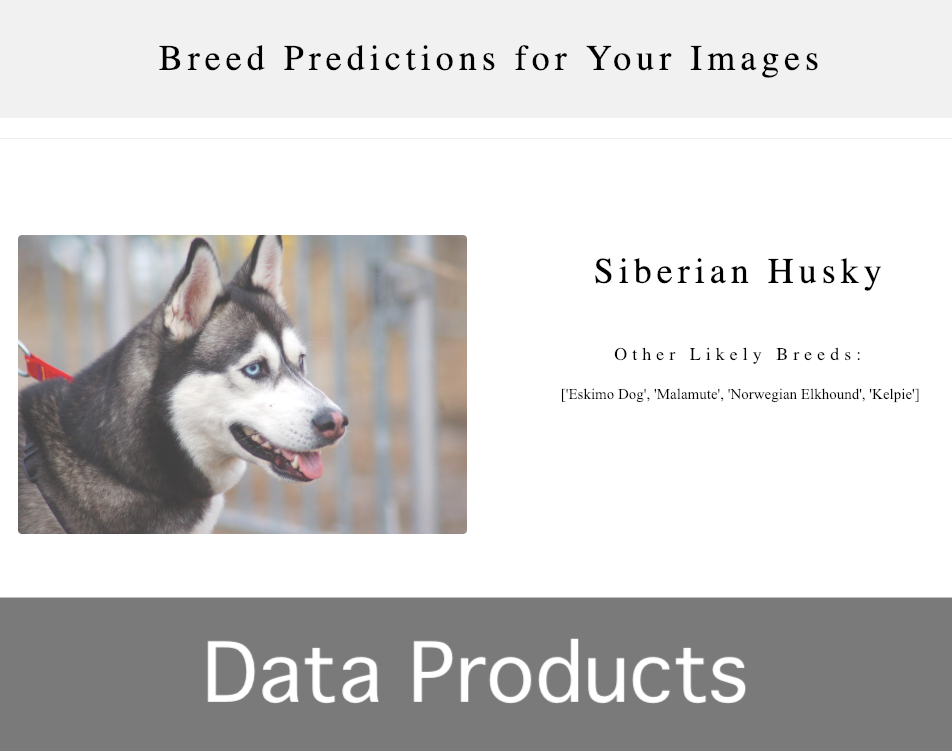 Breed Predictions for Your Images
Siberian Husky
Other Likely Breeds:
['Eskimo Dog', 'Malamute', 'Norwegian Elkhound', 'Kelpie']
Data Products